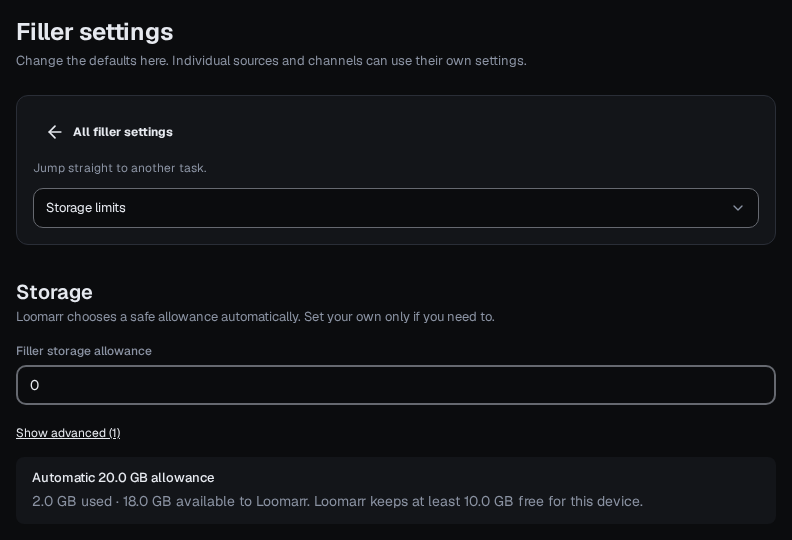 Filler settings
Change the defaults here. Individual sources and channels can use their own settings.
All filler settings
Jump straight to another task.
Storage limits
Storage
Loomarr chooses a safe allowance automatically. Set your own only if you need to.
Filler storage allowance
0
Show advanced (1)
Automatic 20.0 GB allowance
2.0 GB used · 18.0 GB available to Loomarr. Loomarr keeps at least 10.0 GB free for this device.